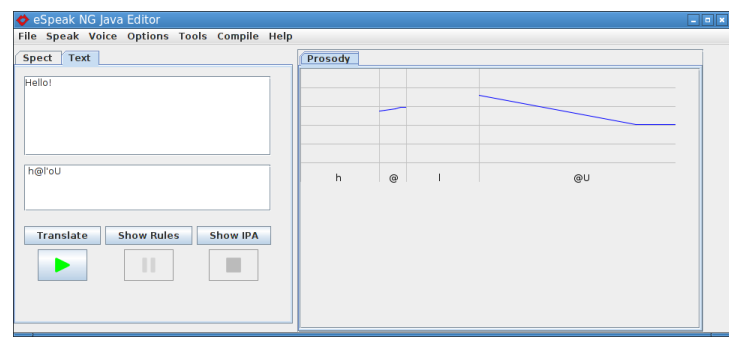 eSpeak NG Java Editor
File Speak Voice Options Tools Compile Help
Spect Text
Prosody
Hello!
h@l'oU
h @ l @U
Translate Show Rules Show IPA